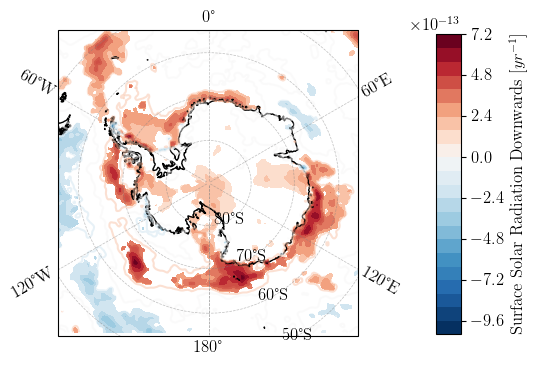 0°
×10⁻¹³
60°W
60°E
7.2
4.8
2.4
0.0
−2.4
−4.8
−7.2
−9.6
Surface Solar Radiation Downwards [yr⁻¹]
80°S
70°S
60°S
50°S
120°W
120°E
180°